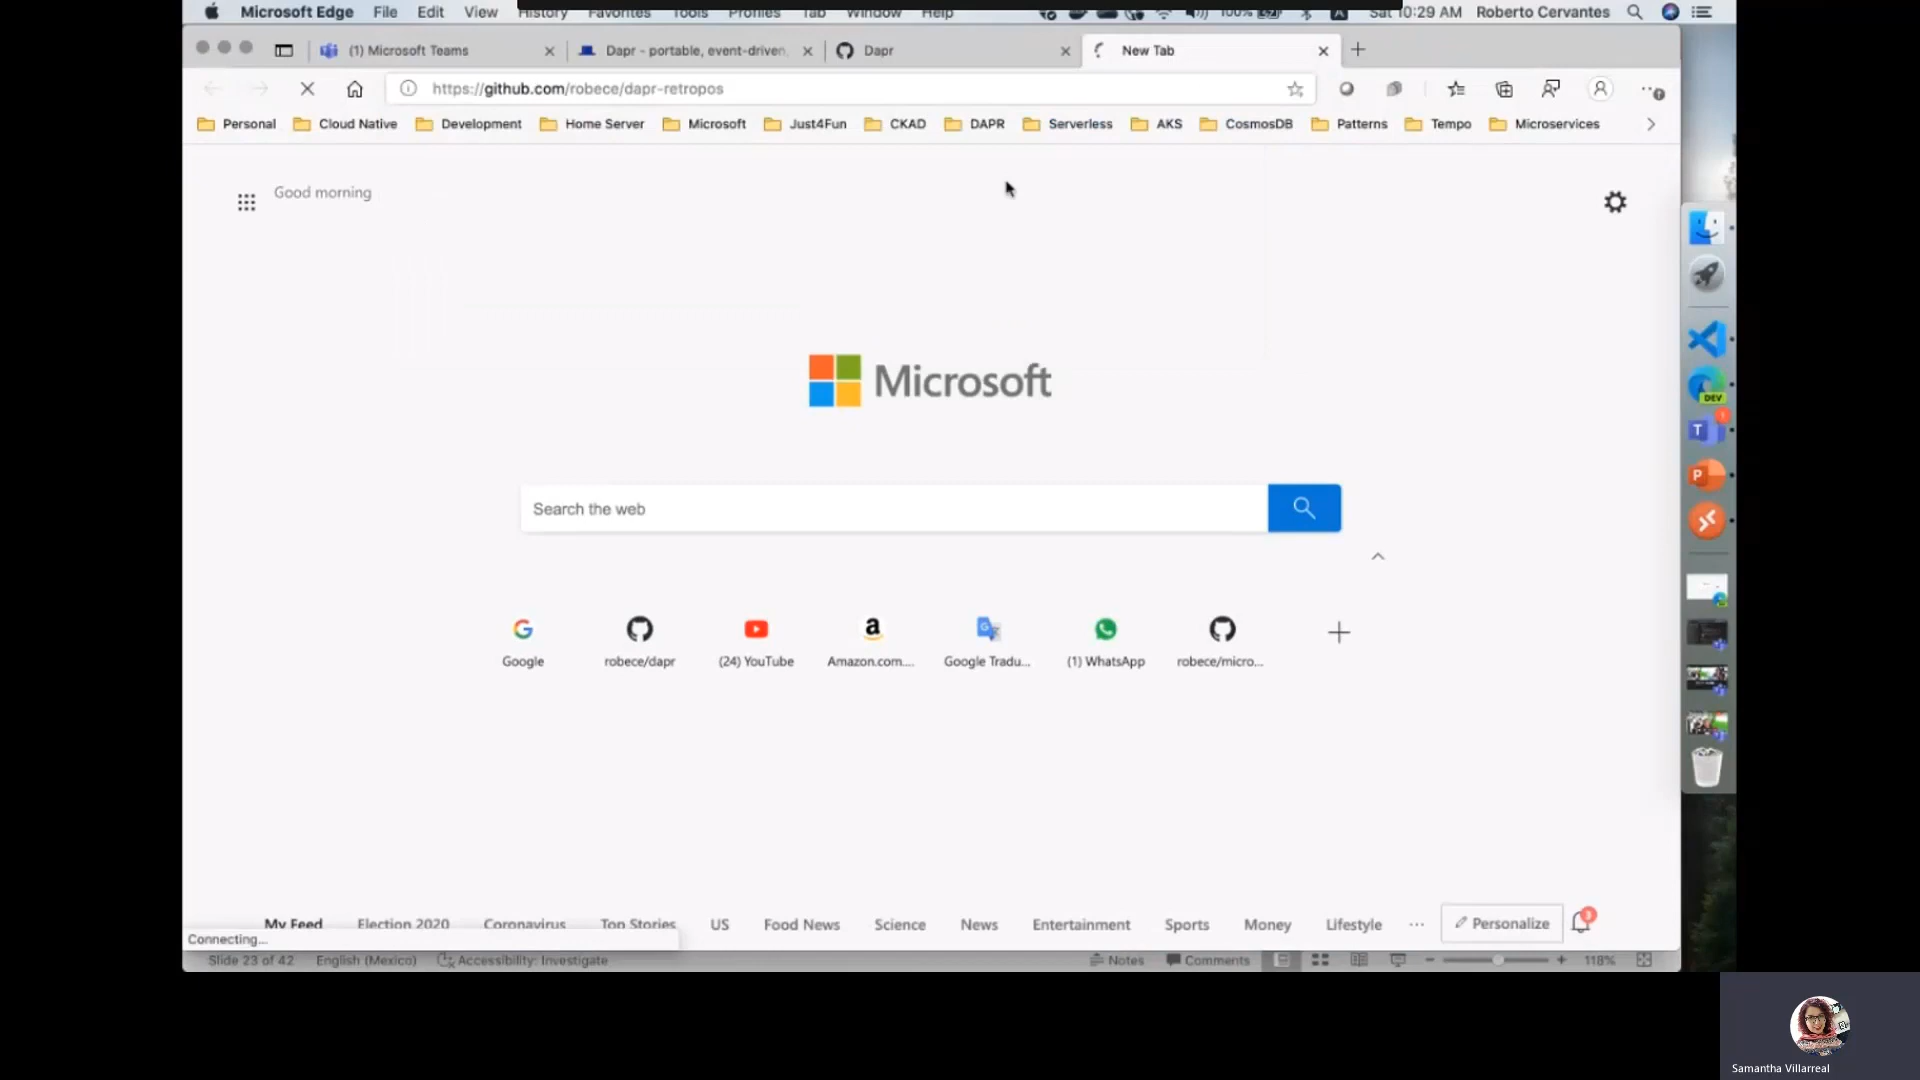 Microsoft Edge File Edit View History Favorites Tools Profiles Tab Window Help 100% Sat 10:29 AM Roberto Cervantes
(1) Microsoft Teams Dapr - portable, event-driven, Dapr New Tab
https://github.com/robece/dapr-retropos
Personal Cloud Native Development Home Server Microsoft Just4Fun CKAD DAPR Serverless AKS CosmosDB Patterns Tempo Microservices
Good morning
DEV
T
P
Microsoft
Search the web
Google robece/dapr (24) YouTube Amazon.com.... Google Tradu... (1) WhatsApp robece/micro...
My Feed Election 2020 Coronavirus Top Stories US Food News Science News Entertainment Sports Money Lifestyle ... Personalize 3
Connecting...
Slide 23 of 42 English (Mexico) Accessibility: Investigate Notes Comments 118%
Samantha Villarreal